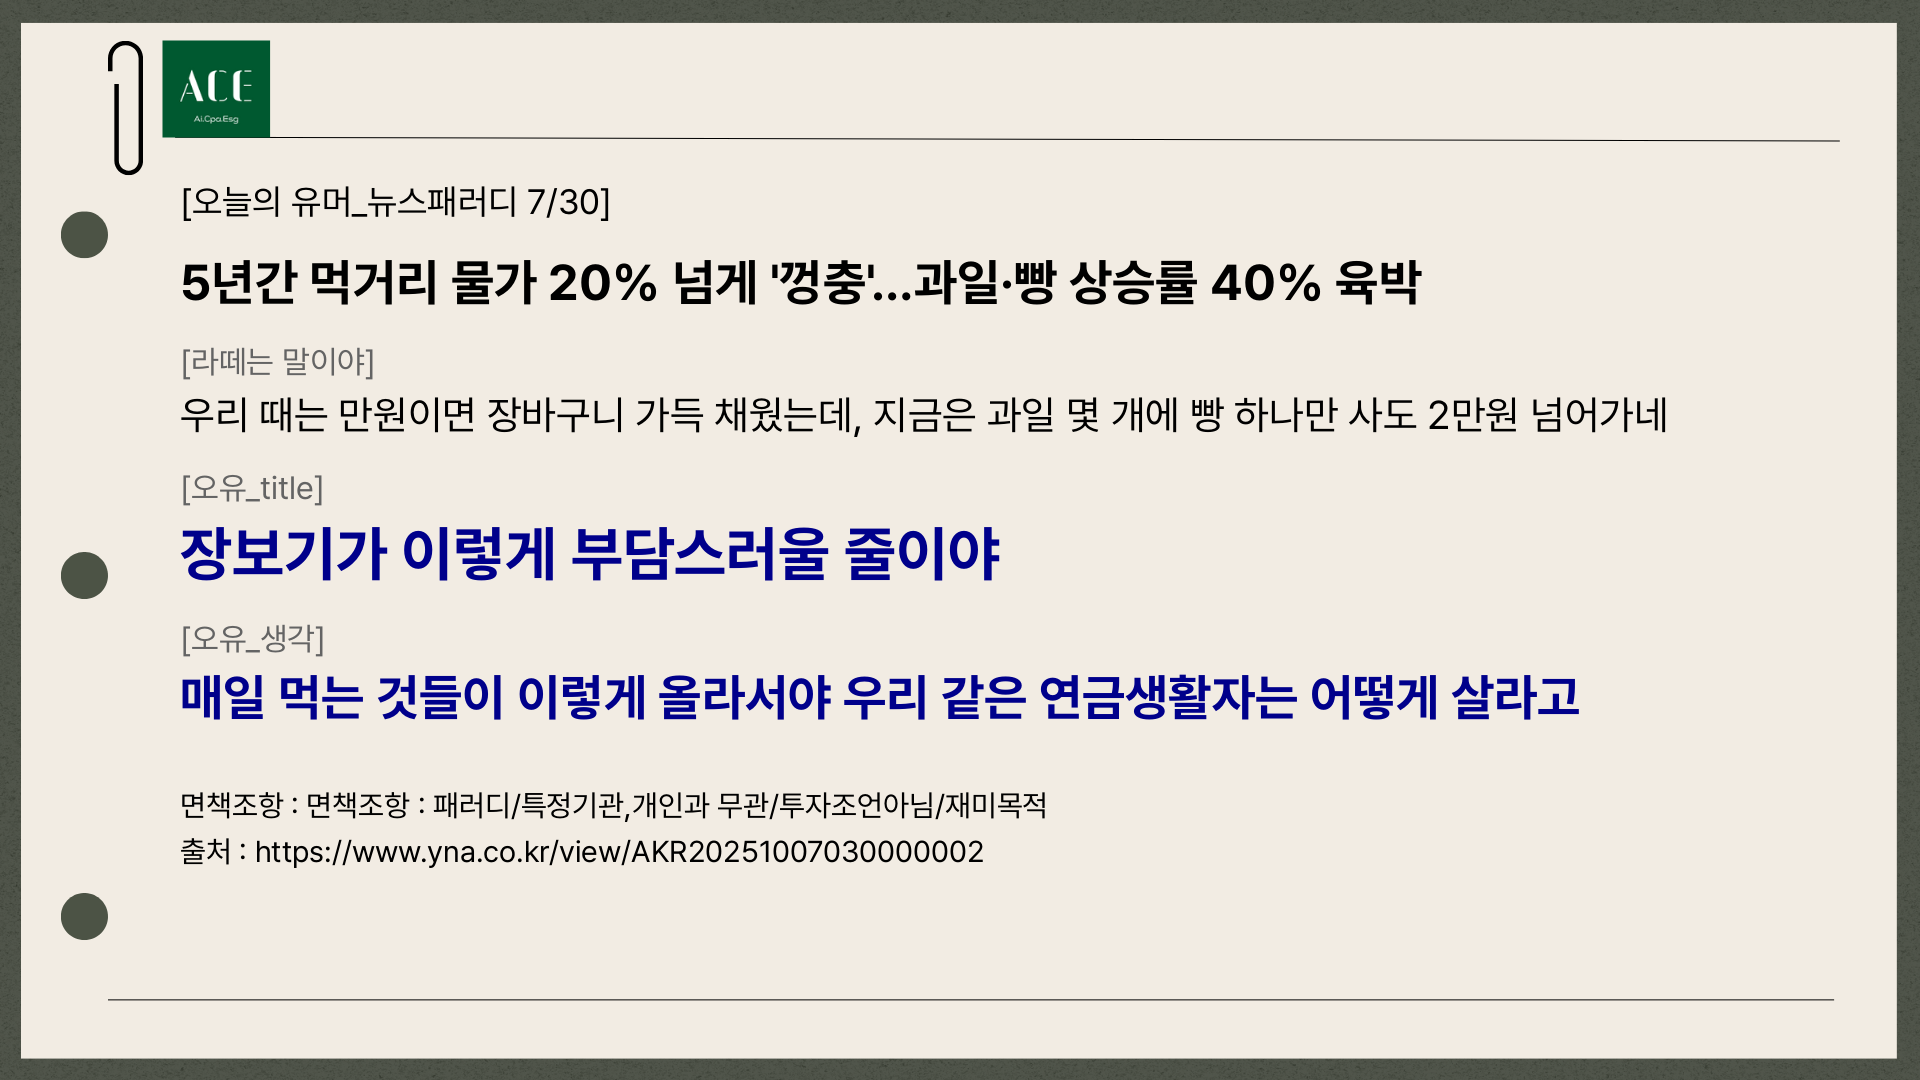 ACE
Ai.Cpa.Esg
[오늘의 유머_뉴스패러디 7/30]
5년간 먹거리 물가 20% 넘게 '껑충'...과일·빵 상승률 40% 육박
[라떼는 말이야]
우리 때는 만원이면 장바구니 가득 채웠는데, 지금은 과일 몇 개에 빵 하나만 사도 2만원 넘어가네
[오유_title]
장보기가 이렇게 부담스러울 줄이야
[오유_생각]
매일 먹는 것들이 이렇게 올라서야 우리 같은 연금생활자는 어떻게 살라고
면책조항 : 면책조항 : 패러디/특정기관,개인과 무관/투자조언아님/재미목적
출처 : https://www.yna.co.kr/view/AKR20251007030000002